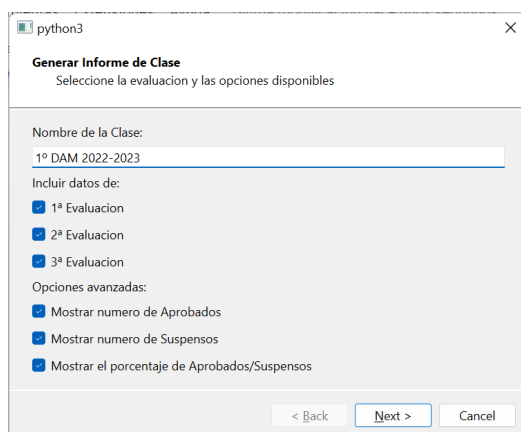 python3
Generar Informe de Clase
Seleccione la evaluacion y las opciones disponibles
Nombre de la Clase:
1º DAM 2022-2023
Incluir datos de:
1ª Evaluacion
2ª Evaluacion
3ª Evaluacion
Opciones avanzadas:
Mostrar numero de Aprobados
Mostrar numero de Suspensos
Mostrar el porcentaje de Aprobados/Suspensos
< Back Next > Cancel